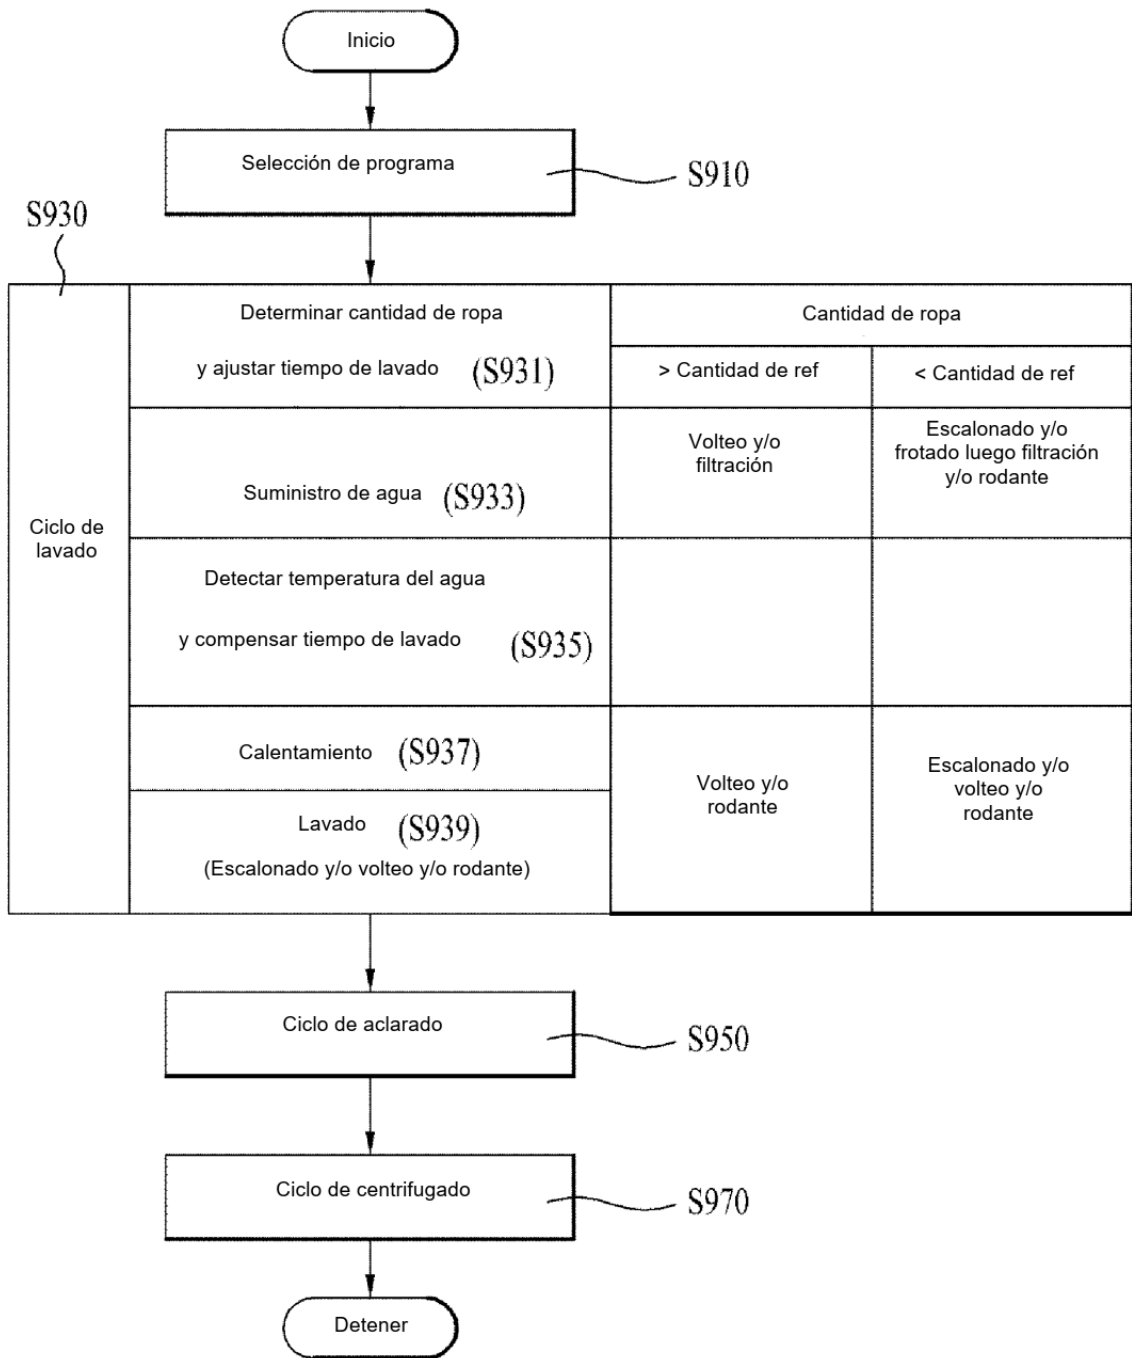 Inicio
Selección de programa
S910
S930
Determinar cantidad de ropa
y ajustar tiempo de lavado (S931)
Cantidad de ropa
> Cantidad de ref
< Cantidad de ref
Ciclo de
lavado
Suministro de agua (S933)
Volteo y/o
filtración
Escalonado y/o
frotado luego filtración
y/o rodante
Detectar temperatura del agua
y compensar tiempo de lavado (S935)
Calentamiento (S937)
Lavado (S939)
(Escalonado y/o volteo y/o rodante)
Volteo y/o
rodante
Escalonado y/o
volteo y/o
rodante
Ciclo de aclarado
S950
Ciclo de centrifugado
S970
Detener